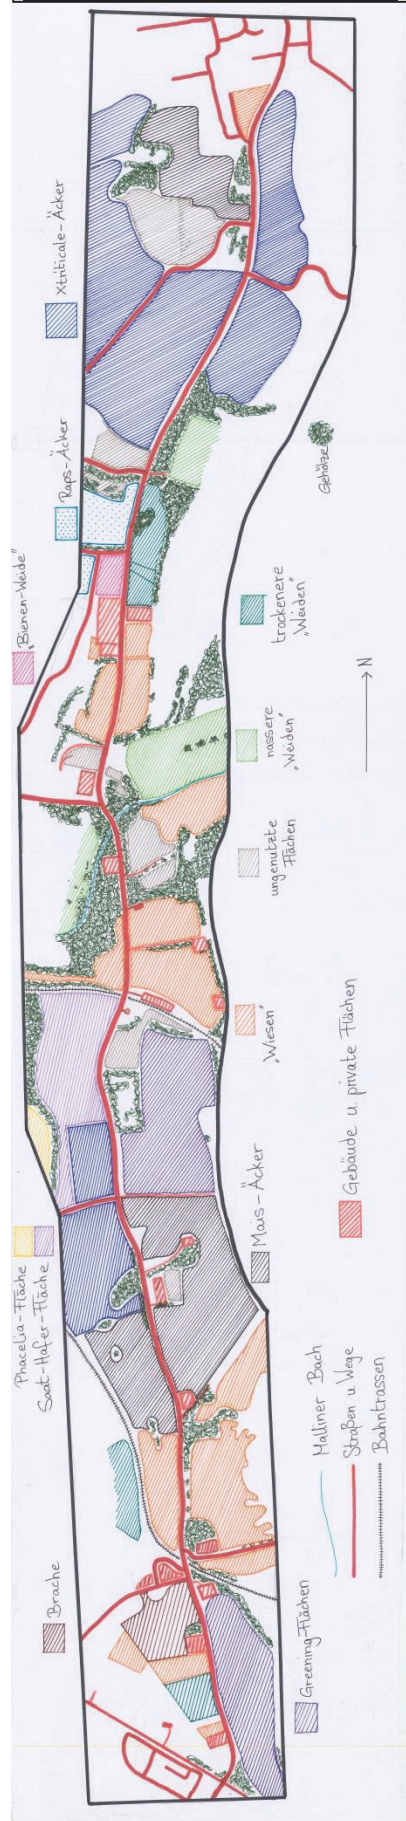 Brache
Phacelia-Fläche
Saat-Hafer-Fläche
„Bienen-Weide"
Raps-Äcker
Xtriticale-Äcker
Greening-Flächen
Malliner Bach
Straßen u. Wege
Bahntrassen
Mais-Äcker
Gebäude u. private Flächen
„Wiesen"
ungenutzte
Flächen
nassere
„Weiden"
trockenere
„Weiden"
Gehölze
N